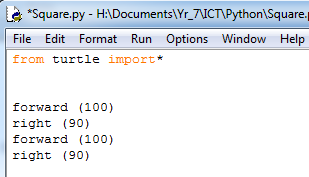 *Square.py - H:\Documents\Yr_7\ICT\Python\Square.
File Edit Format Run Options Window Help
from turtle import*
forward (100)
right (90)
forward (100)
right (90)